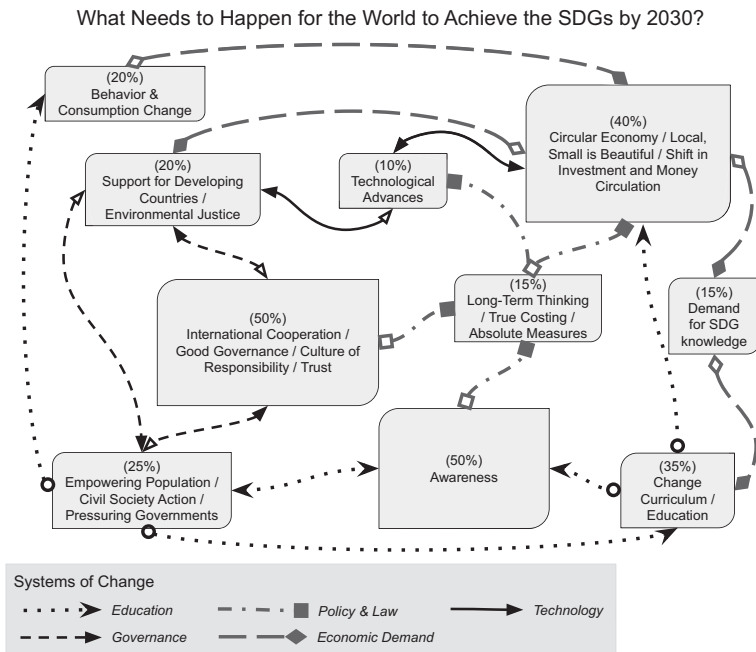 What Needs to Happen for the World to Achieve the SDGs by 2030?
(20%)
Behavior &
Consumption Change
(40%)
Circular Economy / Local,
Small is Beautiful / Shift in
Investment and Money
Circulation
(20%)
Support for Developing
Countries /
Environmental Justice
(10%)
Technological
Advances
(15%)
Long-Term Thinking
/ True Costing /
Absolute Measures
(15%)
Demand
for SDG
knowledge
(50%)
International Cooperation /
Good Governance / Culture of
Responsibility / Trust
(25%)
Empowering Population /
Civil Society Action /
Pressuring Governments
(50%)
Awareness
(35%)
Change
Curriculum /
Education
Systems of Change
Education
Policy & Law
Technology
Governance
Economic Demand